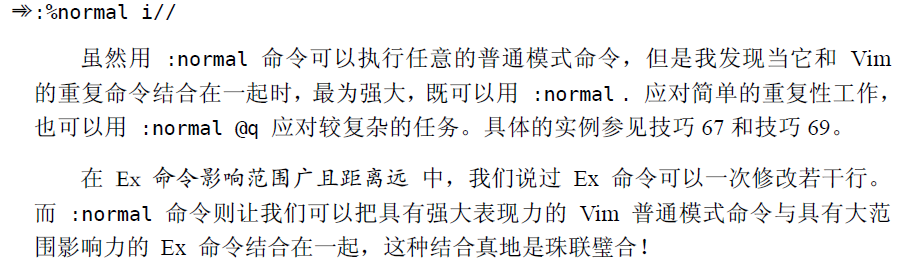 ⇒:%normal i//
虽然用 :normal 命令可以执行任意的普通模式命令，但是我发现当它和 Vim
的重复命令结合在一起时，最为强大，既可以用 :normal . 应对简单的重复性工作，
也可以用 :normal @q 应对较复杂的任务。具体的实例参见技巧 67 和技巧 69。
在 Ex 命令影响范围广且距离远 中，我们说过 Ex 命令可以一次修改若干行。
而 :normal 命令则让我们可以把具有强大表现力的 Vim 普通模式命令与具有大范
围影响力的 Ex 命令结合在一起，这种结合真地是珠联璧合！